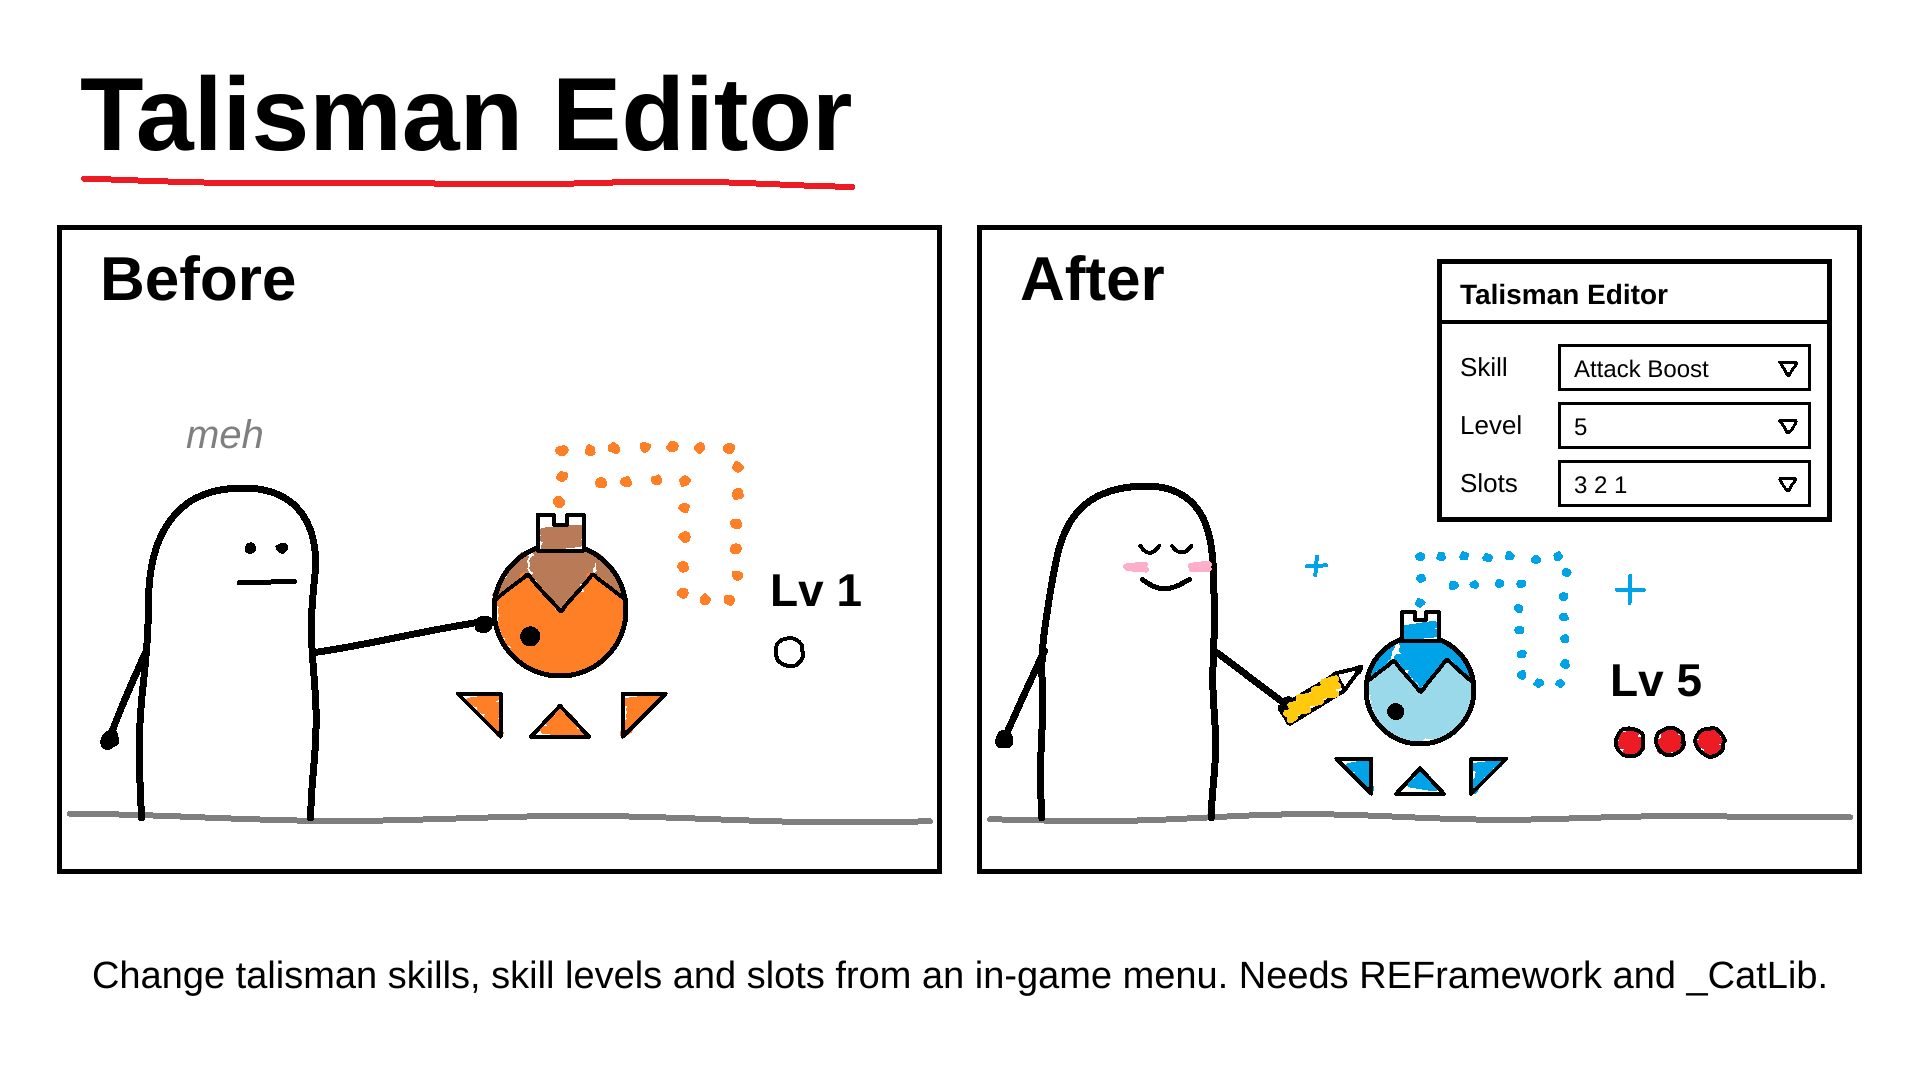 Talisman Editor
Before
meh
Lv 1
After
Talisman Editor
Skill
Attack Boost
Level
5
Slots
3 2 1
Lv 5
Change talisman skills, skill levels and slots from an in-game menu. Needs REFramework and _CatLib.